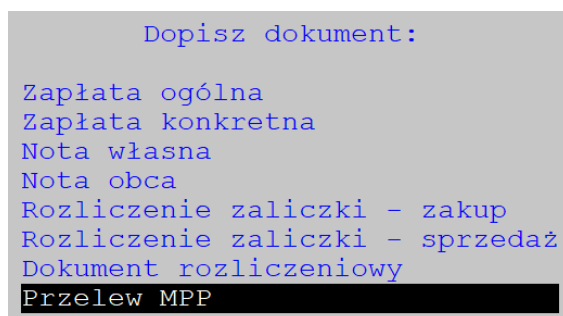 Dopisz dokument:
Zapłata ogólna
Zapłata konkretna
Nota własna
Nota obca
Rozliczenie zaliczki - zakup
Rozliczenie zaliczki - sprzedaż
Dokument rozliczeniowy
Przelew MPP